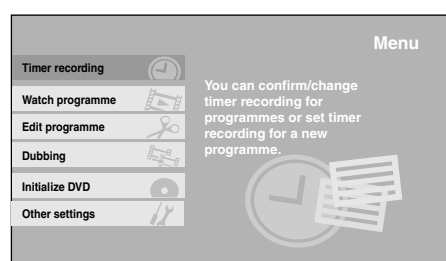 Menu
Timer recording
Watch programme
Edit programme
Dubbing
Initialize DVD
Other settings
You can confirm/change
timer recording for
programmes or set timer
recording for a new
programme.